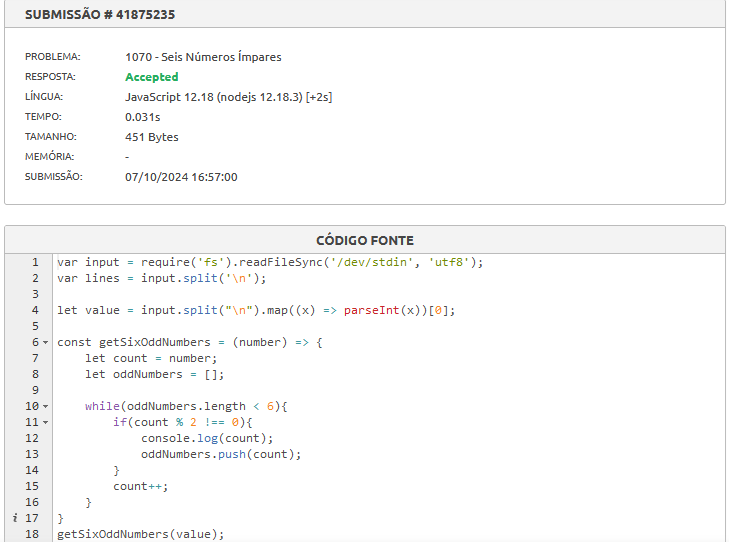 SUBMISSÃO # 41875235
PROBLEMA: 1070 - Seis Números Ímpares
RESPOSTA: Accepted
LÍNGUA: JavaScript 12.18 (nodejs 12.18.3) [+2s]
TEMPO: 0.031s
TAMANHO: 451 Bytes
MEMÓRIA: -
SUBMISSÃO: 07/10/2024 16:57:00
CÓDIGO FONTE
1 var input = require('fs').readFileSync('/dev/stdin', 'utf8');
2 var lines = input.split('\n');
3
4 let value = input.split("\n").map((x) => parseInt(x))[0];
5
6 const getSixOddNumbers = (number) => {
7     let count = number;
8     let oddNumbers = [];
9
10     while(oddNumbers.length < 6){
11         if(count % 2 !== 0){
12             console.log(count);
13             oddNumbers.push(count);
14         }
15         count++;
16     }
i 17 }
18 getSixOddNumbers(value);